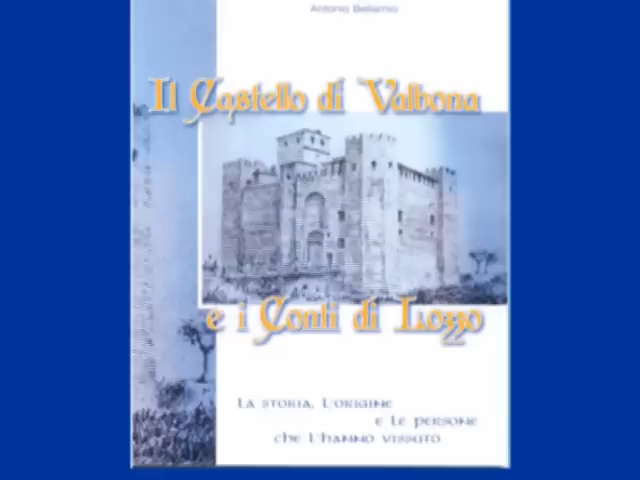 Antonio Bellamio
Il Castello di Valbona
e i Conti di Lozzo
La storia, l'origine
e le persone
che l'hanno vissuto